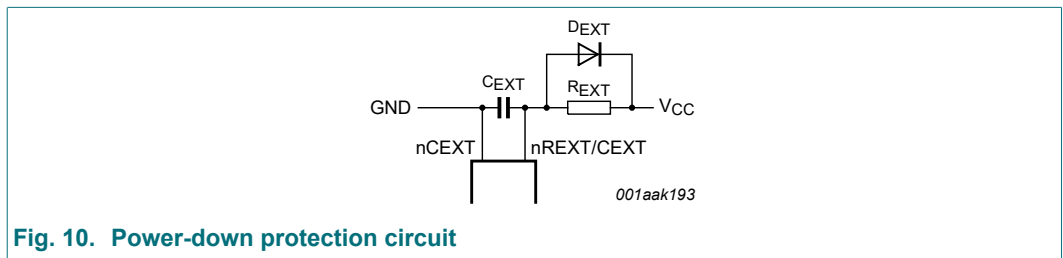 DEXT
CEXT
REXT
GND
VCC
nCEXT
nREXT/CEXT
001aak193
Fig. 10. Power-down protection circuit